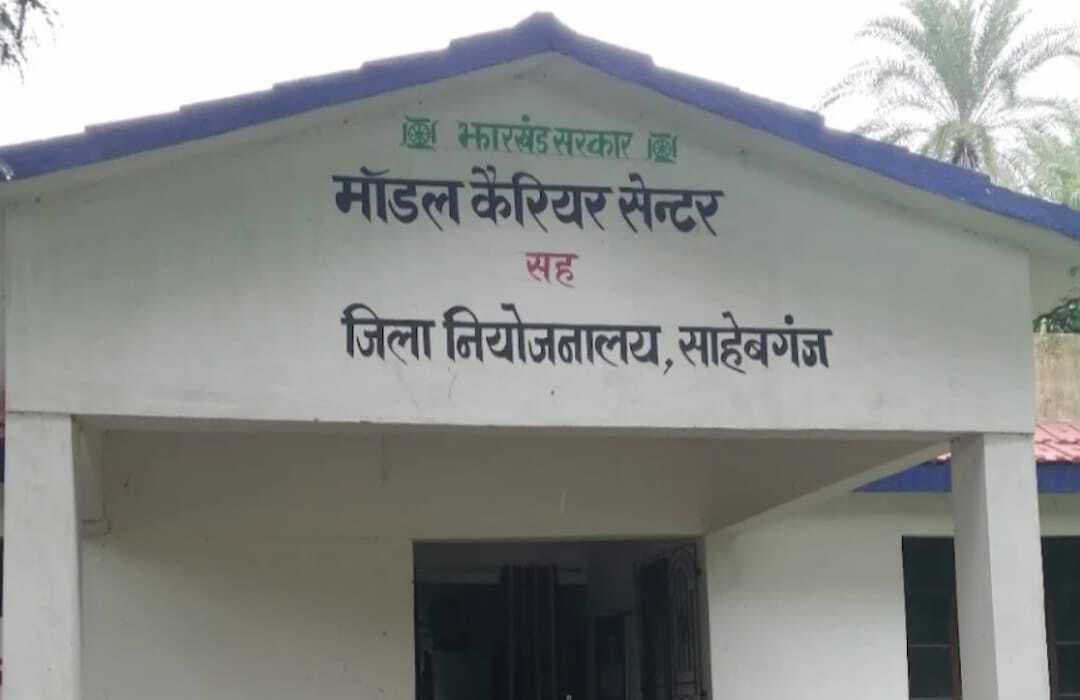 झारखंड सरकार
मॉडल कैरियर सेन्टर
सह
जिला नियोजनालय, साहेबगंज